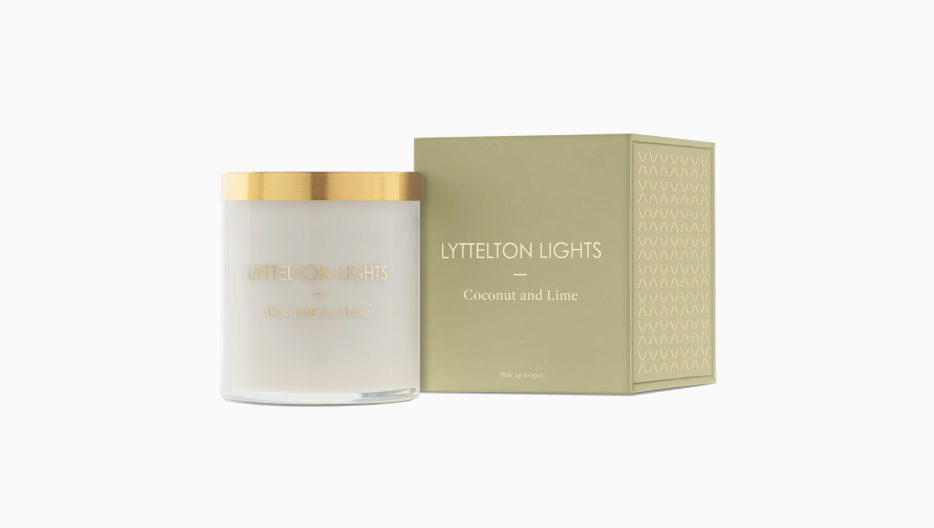 LYTTELTON LIGHTS
Coconut and Lime
LYTTELTON LIGHTS
—
Coconut and Lime
Slide up to open